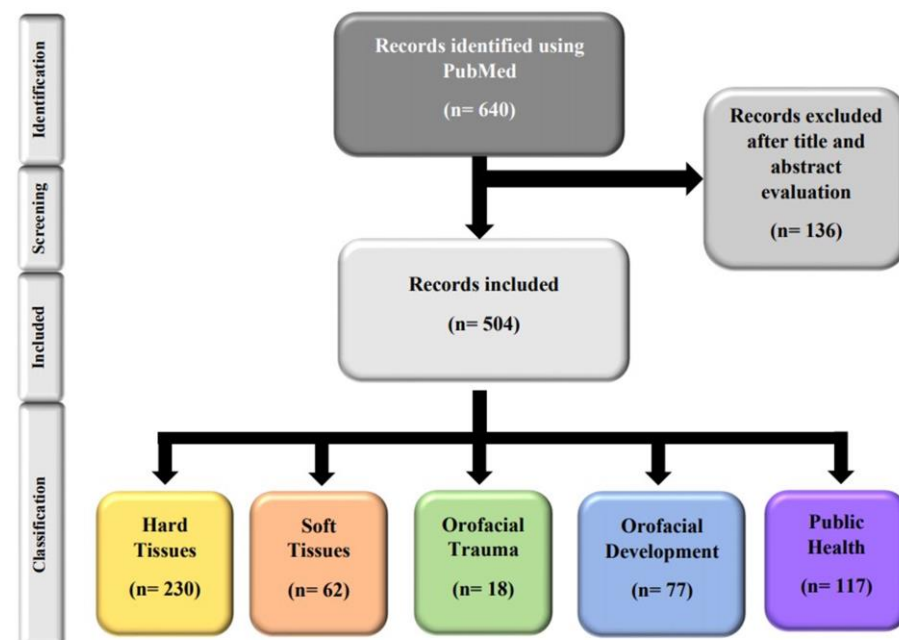 Identification
Screening
Included
Classification
Records identified using
PubMed
(n= 640)
Records excluded
after title and
abstract
evaluation
(n= 136)
Records included
(n= 504)
Hard
Tissues
(n= 230)
Soft
Tissues
(n= 62)
Orofacial
Trauma
(n= 18)
Orofacial
Development
(n= 77)
Public
Health
(n= 117)